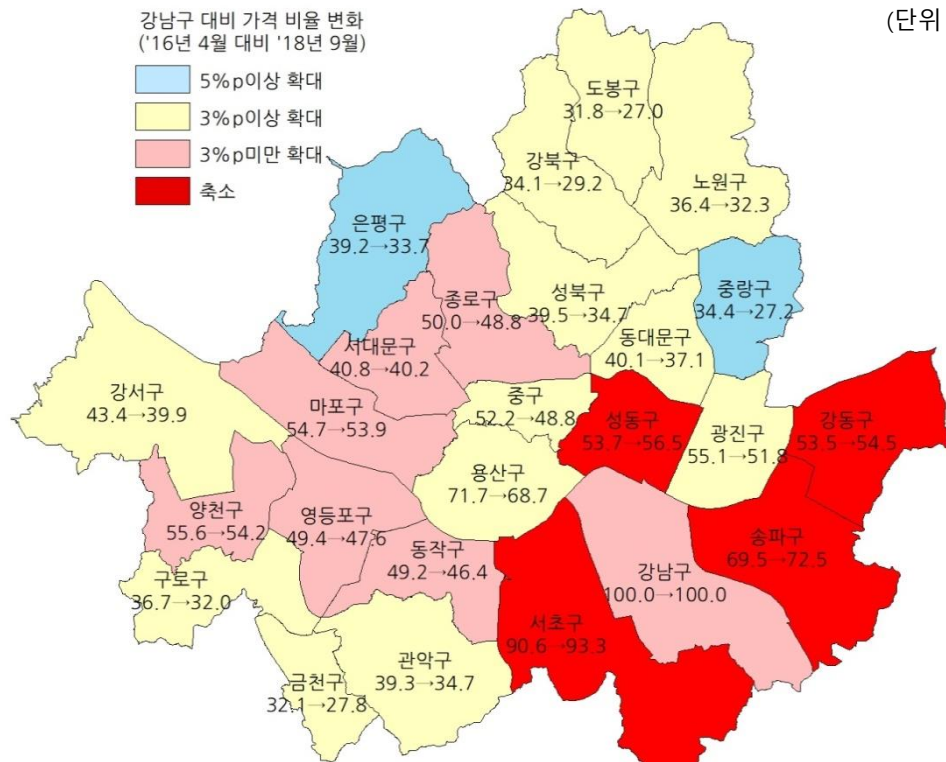 강남구 대비 가격 비율 변화
('16년 4월 대비 '18년 9월)
(단위
5%p이상 확대
3%p이상 확대
3%p미만 확대
축소
도봉구
31.8→27.0
강북구
34.1→29.2
노원구
36.4→32.3
은평구
39.2→33.7
종로구
50.0→48.8
성북구
39.5→34.7
중랑구
34.4→27.2
동대문구
40.1→37.1
서대문구
40.8→40.2
강서구
43.4→39.9
마포구
54.7→53.9
중구
52.2→48.8
성동구
53.7→56.5
광진구
55.1→51.8
강동구
53.5→54.5
용산구
71.7→68.7
양천구
55.6→54.2
영등포구
49.4→47.6
동작구
49.2→46.4
강남구
100.0→100.0
송파구
69.5→72.5
구로구
36.7→32.0
서초구
90.6→93.3
관악구
39.3→34.7
금천구
32.1→27.8